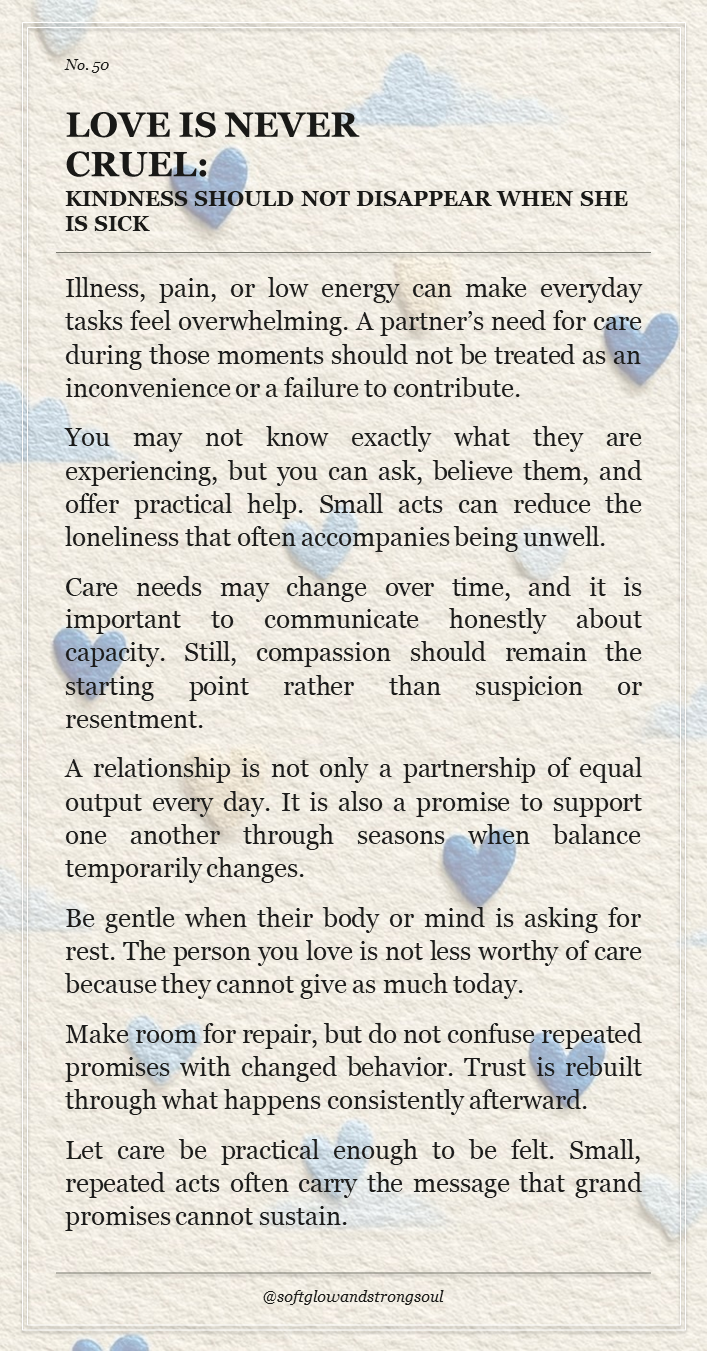 No. 50
LOVE IS NEVER
CRUEL:
KINDNESS SHOULD NOT DISAPPEAR WHEN SHE
IS SICK
Illness, pain, or low energy can make everyday
tasks feel overwhelming. A partner’s need for care
during those moments should not be treated as an
inconvenience or a failure to contribute.
You may not know exactly what they are
experiencing, but you can ask, believe them, and
offer practical help. Small acts can reduce the
loneliness that often accompanies being unwell.
Care needs may change over time, and it is
important to communicate honestly about
capacity. Still, compassion should remain the
starting point rather than suspicion or
resentment.
A relationship is not only a partnership of equal
output every day. It is also a promise to support
one another through seasons when balance
temporarily changes.
Be gentle when their body or mind is asking for
rest. The person you love is not less worthy of care
because they cannot give as much today.
Make room for repair, but do not confuse repeated
promises with changed behavior. Trust is rebuilt
through what happens consistently afterward.
Let care be practical enough to be felt. Small,
repeated acts often carry the message that grand
promises cannot sustain.
@softglowandstrongsoul